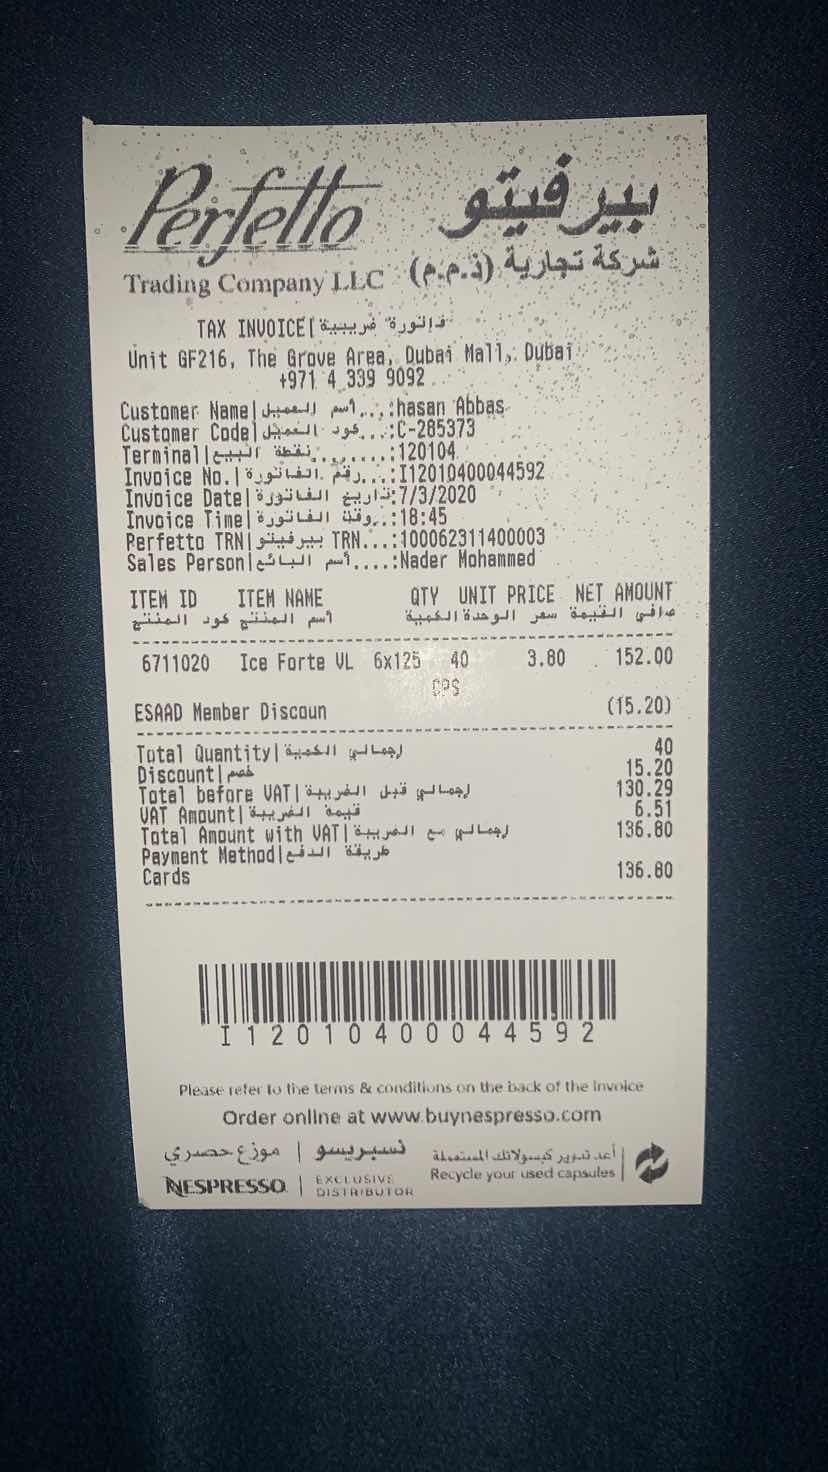 Perfetto بيرفيتو
Trading Company LLC شركة تجارية (ذ.م.م)
TAX INVOICE| فاتورة ضريبية
Unit GF216, The Grove Area, Dubai Mall,. Dubai
+971 4 339 9092
Customer Name| أسم العميل...:hasan Abbas
Customer Code| كود العميل...:C-285373
Terminal| نقطة البيع.......:120104
Invoice No.| رقم الفاتورة...:I12010400044592
Invoice Date| تاريخ الفاتورة:7/3/2020
Invoice Time| وقت الفاتورة..:18:45
Perfetto TRN| بيرفيتو TRN...:100062311400003
Sales Person| أسم البائع....:Nader Mohammed
ITEM ID ITEM NAME QTY UNIT PRICE NET AMOUNT
كود المنتج أسم المنتج الكمية سعر الوحدة صافي القيمة
6711020 Ice Forte VL 6x125 40 3.80 152.00
CPS
ESAAD Member Discoun (15.20)
Total Quantity| إجمالي الكمية 40
Discount| خصم 15.20
Total before VAT| إجمالي قبل الضريبة 130.29
VAT Amount| قيمة الضريبة 6.51
Total Amount with VAT| إجمالي مع الضريبة 136.80
Payment Method| طريقة الدفع
Cards 136.80
I12010400044592
Please refer to the terms & conditions on the back of the invoice
Order online at www.buynespresso.com
نسبريسو | موزع حصري
أعد تدوير كبسولاتك المستعملة
NESPRESSO | EXCLUSIVE DISTRIBUTOR
Recycle your used capsules